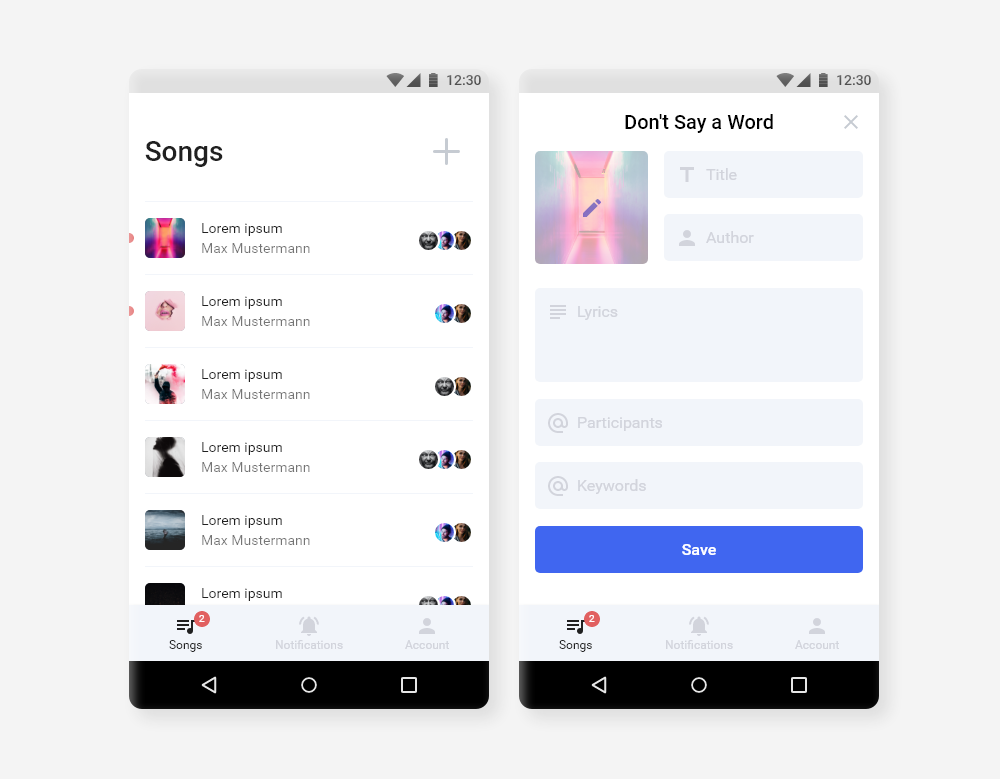 12:30
Songs
Lorem ipsum
Max Mustermann
Lorem ipsum
Max Mustermann
Lorem ipsum
Max Mustermann
Lorem ipsum
Max Mustermann
Lorem ipsum
Max Mustermann
Lorem ipsum
2
Songs
Notifications
Account
12:30
Don't Say a Word
Title
Author
Lyrics
Participants
Keywords
Save
2
Songs
Notifications
Account